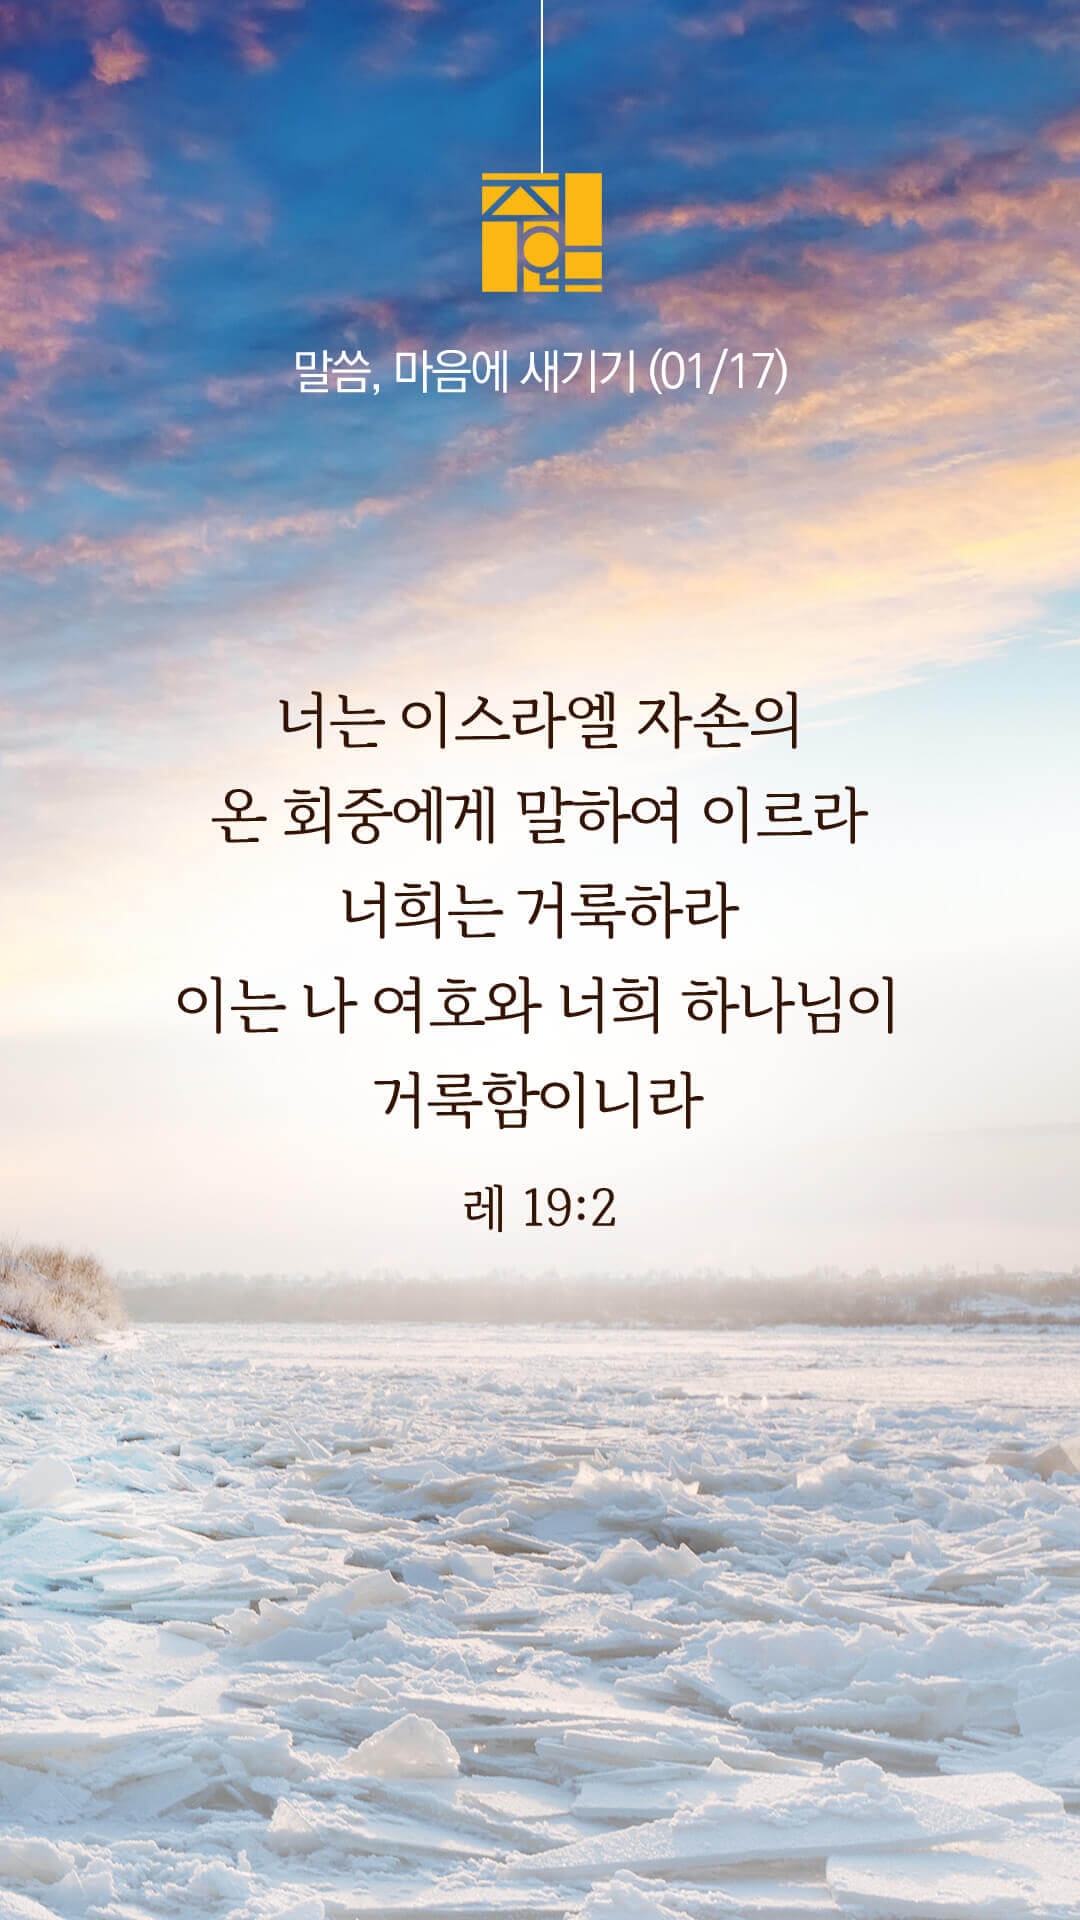 말씀, 마음에 새기기 (01/17)
너는 이스라엘 자손의
온 회중에게 말하여 이르라
너희는 거룩하라
이는 나 여호와 너희 하나님이
거룩함이니라
레 19:2